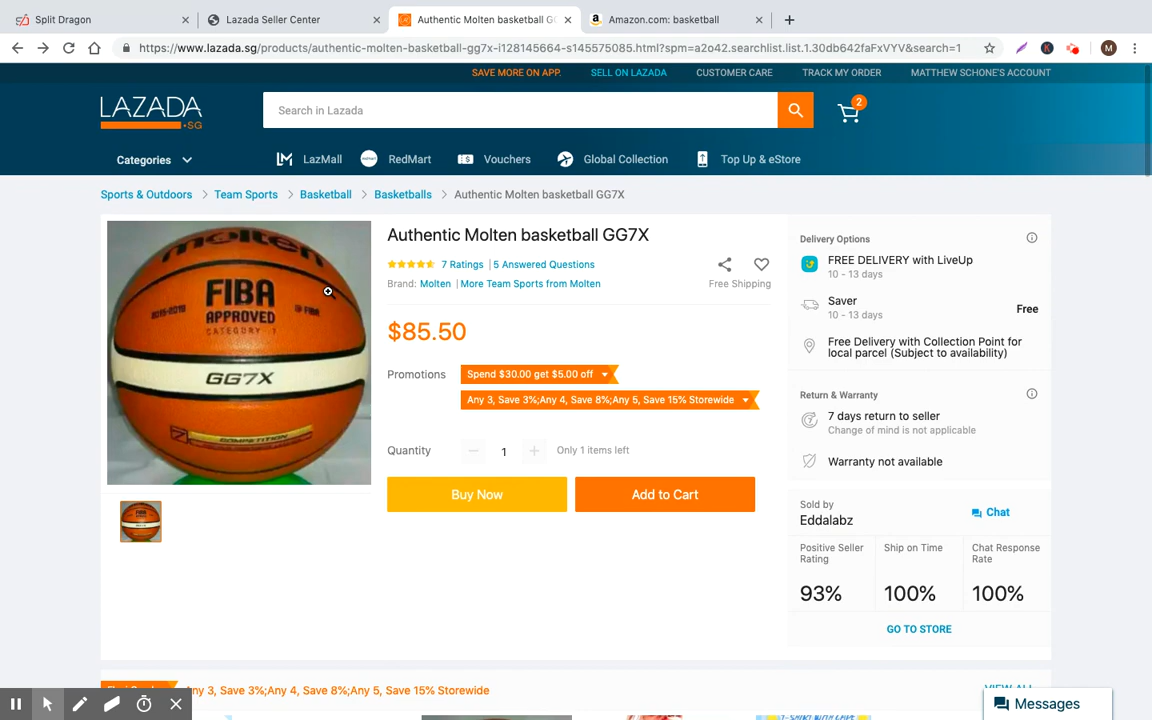 Split Dragon
Lazada Seller Center
Authentic Molten basketball GG
Amazon.com: basketball
https://www.lazada.sg/products/authentic-molten-basketball-gg7x-i128145664-s145575085.html?spm=a2o42.searchlist.list.1.30db642faFxVYV&search=1
M
SAVE MORE ON APP.
SELL ON LAZADA
CUSTOMER CARE
TRACK MY ORDER
MATTHEW SCHONE'S ACCOUNT
LAZADA
.SG
Search in Lazada
2
Categories
LazMall
RedMart
Vouchers
Global Collection
Top Up & eStore
Sports & Outdoors > Team Sports > Basketball > Basketballs > Authentic Molten basketball GG7X
molten
FIBA
APPROVED
CATEGORY 1
FIBA
GG7X
7
COMPETITION
Authentic Molten basketball GG7X
7 Ratings | 5 Answered Questions
Brand: Molten | More Team Sports from Molten
Free Shipping
$85.50
Promotions
Spend $30.00 get $5.00 off
Any 3, Save 3%;Any 4, Save 8%;Any 5, Save 15% Storewide
Quantity
1
Only 1 items left
Buy Now
Add to Cart
Delivery Options
FREE DELIVERY with LiveUp
10 - 13 days
Saver
Free
10 - 13 days
Free Delivery with Collection Point for
local parcel (Subject to availability)
Return & Warranty
7 days return to seller
Change of mind is not applicable
Warranty not available
Sold by
Eddalabz
Chat
Positive Seller
Rating
93%
Ship on Time
100%
Chat Response
Rate
100%
GO TO STORE
ny 3, Save 3%;Any 4, Save 8%;Any 5, Save 15% Storewide
VIEW ALL
Messages